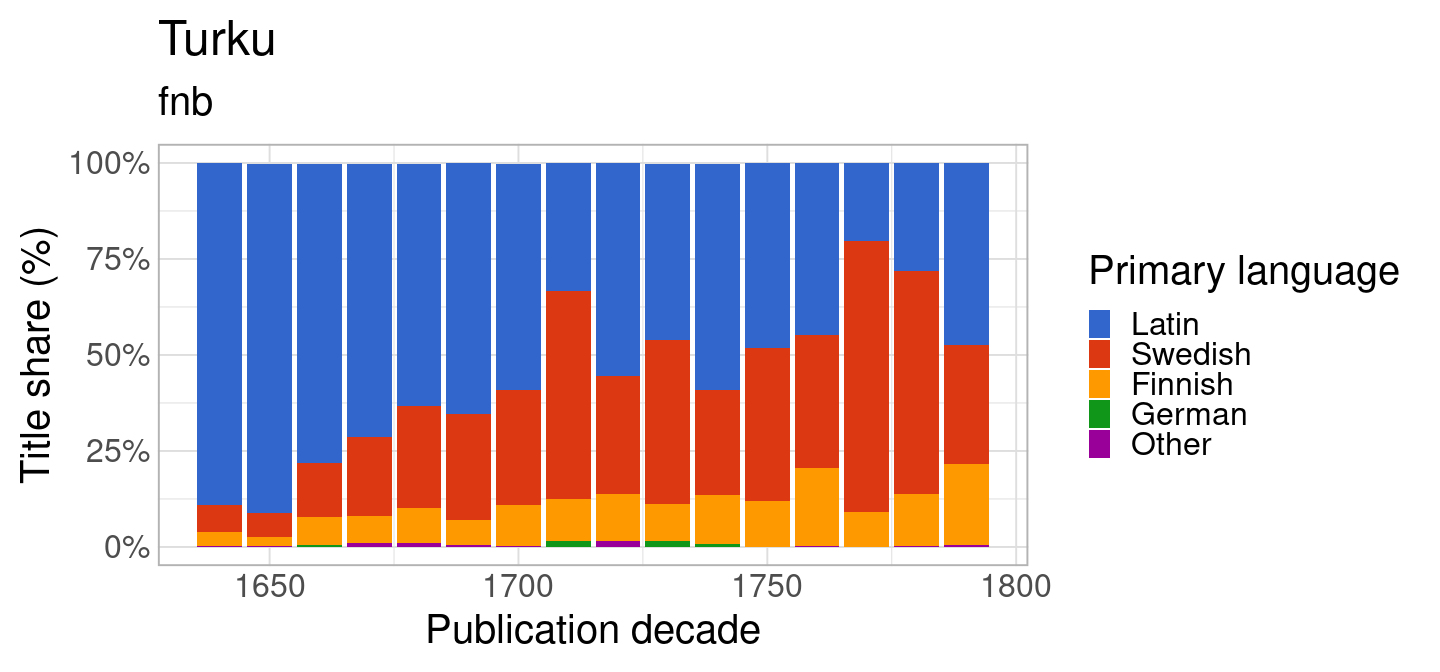 Turku
fnb
100%
75%
50%
25%
0%
Title share (%)
1650 1700 1750 1800
Publication decade
Primary language
Latin
Swedish
Finnish
German
Other